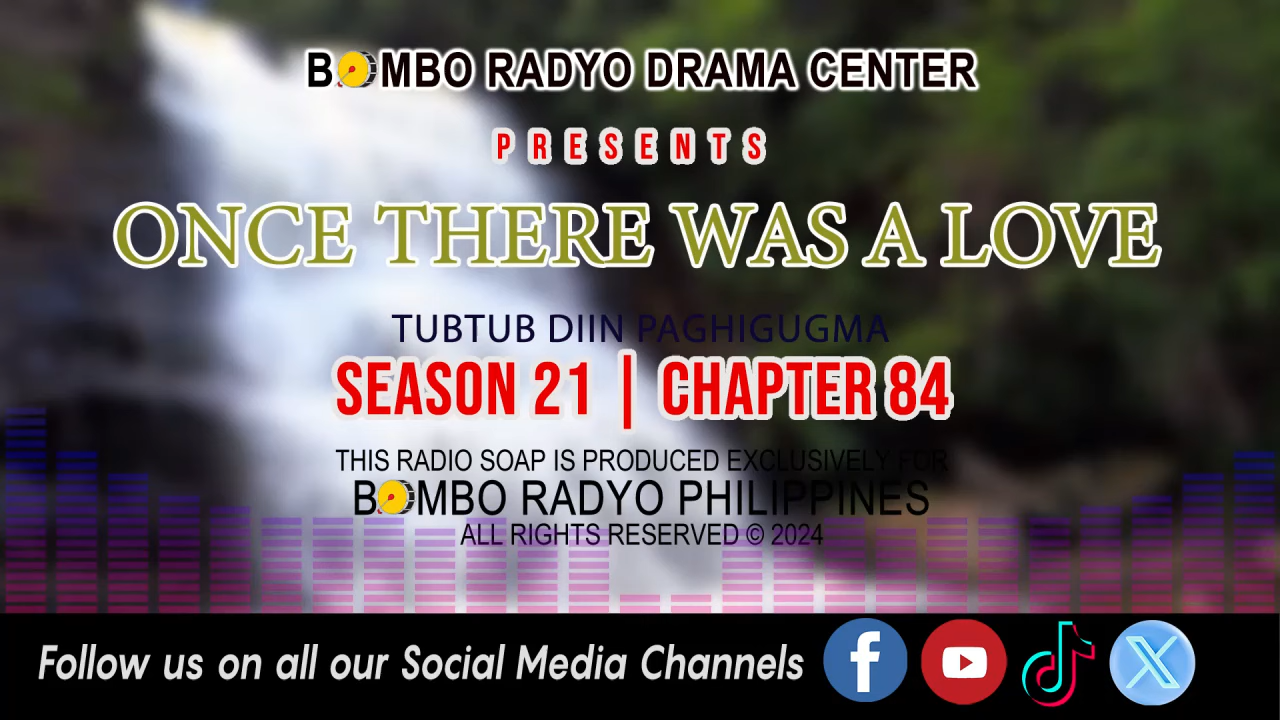 BOMBO RADYO DRAMA CENTER
PRESENTS
ONCE THERE WAS A LOVE
TUBTUB DIIN PAGHIGUGMA
SEASON 21 | CHAPTER 84
THIS RADIO SOAP IS PRODUCED EXCLUSIVELY FOR
BOMBO RADYO PHILIPPINES
ALL RIGHTS RESERVED © 2024
Follow us on all our Social Media Channels